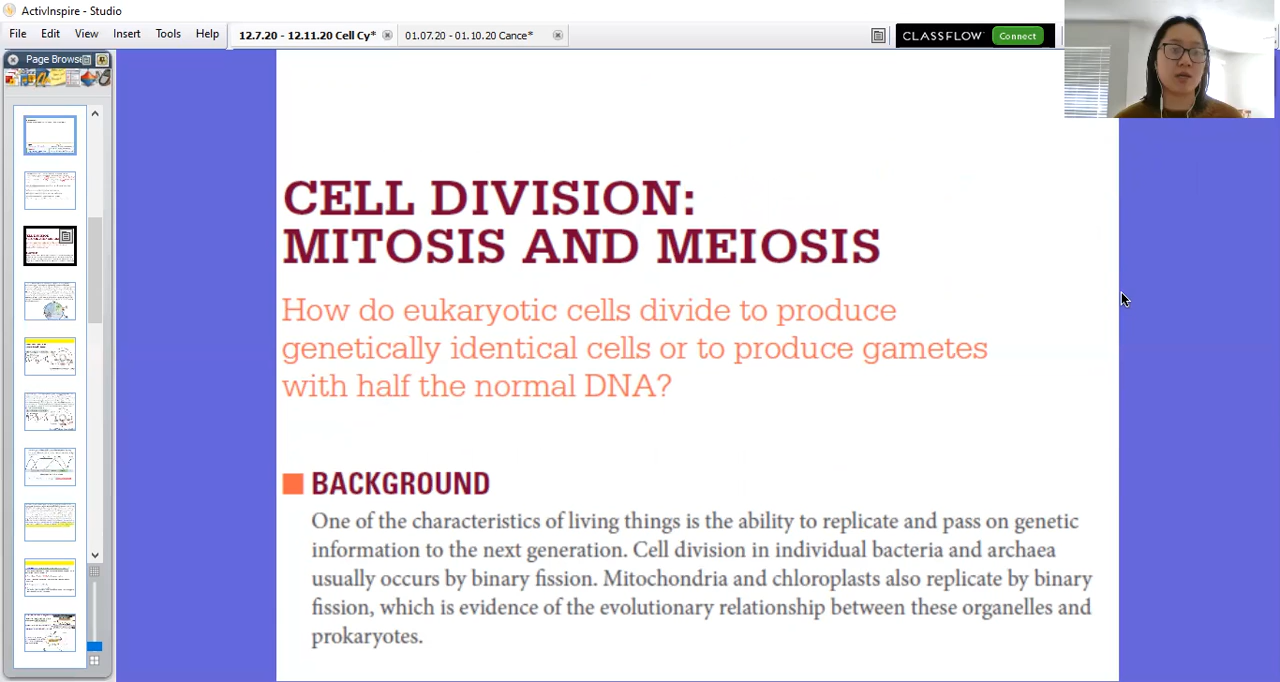 ActivInspire - Studio
File Edit View Insert Tools Help
12.7.20 - 12.11.20 Cell Cy*
01.07.20 - 01.10.20 Cance*
CLASSFLOW Connect
Page Browse
CELL DIVISION:
MITOSIS AND MEIOSIS
How do eukaryotic cells divide to produce
genetically identical cells or to produce gametes
with half the normal DNA?
BACKGROUND
One of the characteristics of living things is the ability to replicate and pass on genetic
information to the next generation. Cell division in individual bacteria and archaea
usually occurs by binary fission. Mitochondria and chloroplasts also replicate by binary
fission, which is evidence of the evolutionary relationship between these organelles and
prokaryotes.